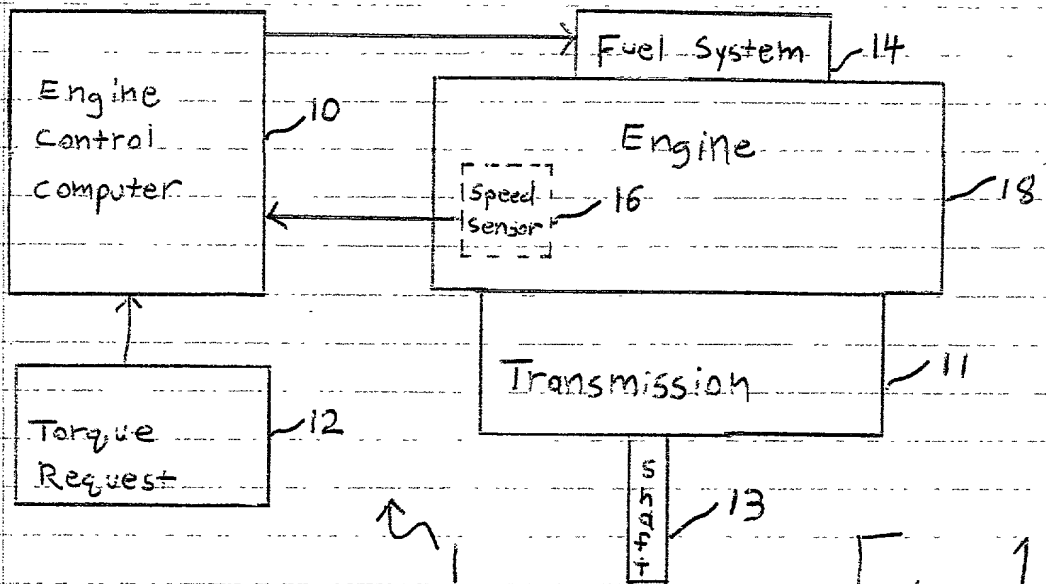 Fuel System
14
Engine
Control
Computer
10
Engine
Speed
Sensor
16
18
Transmission
11
Torque
Request
12
Shaft
13